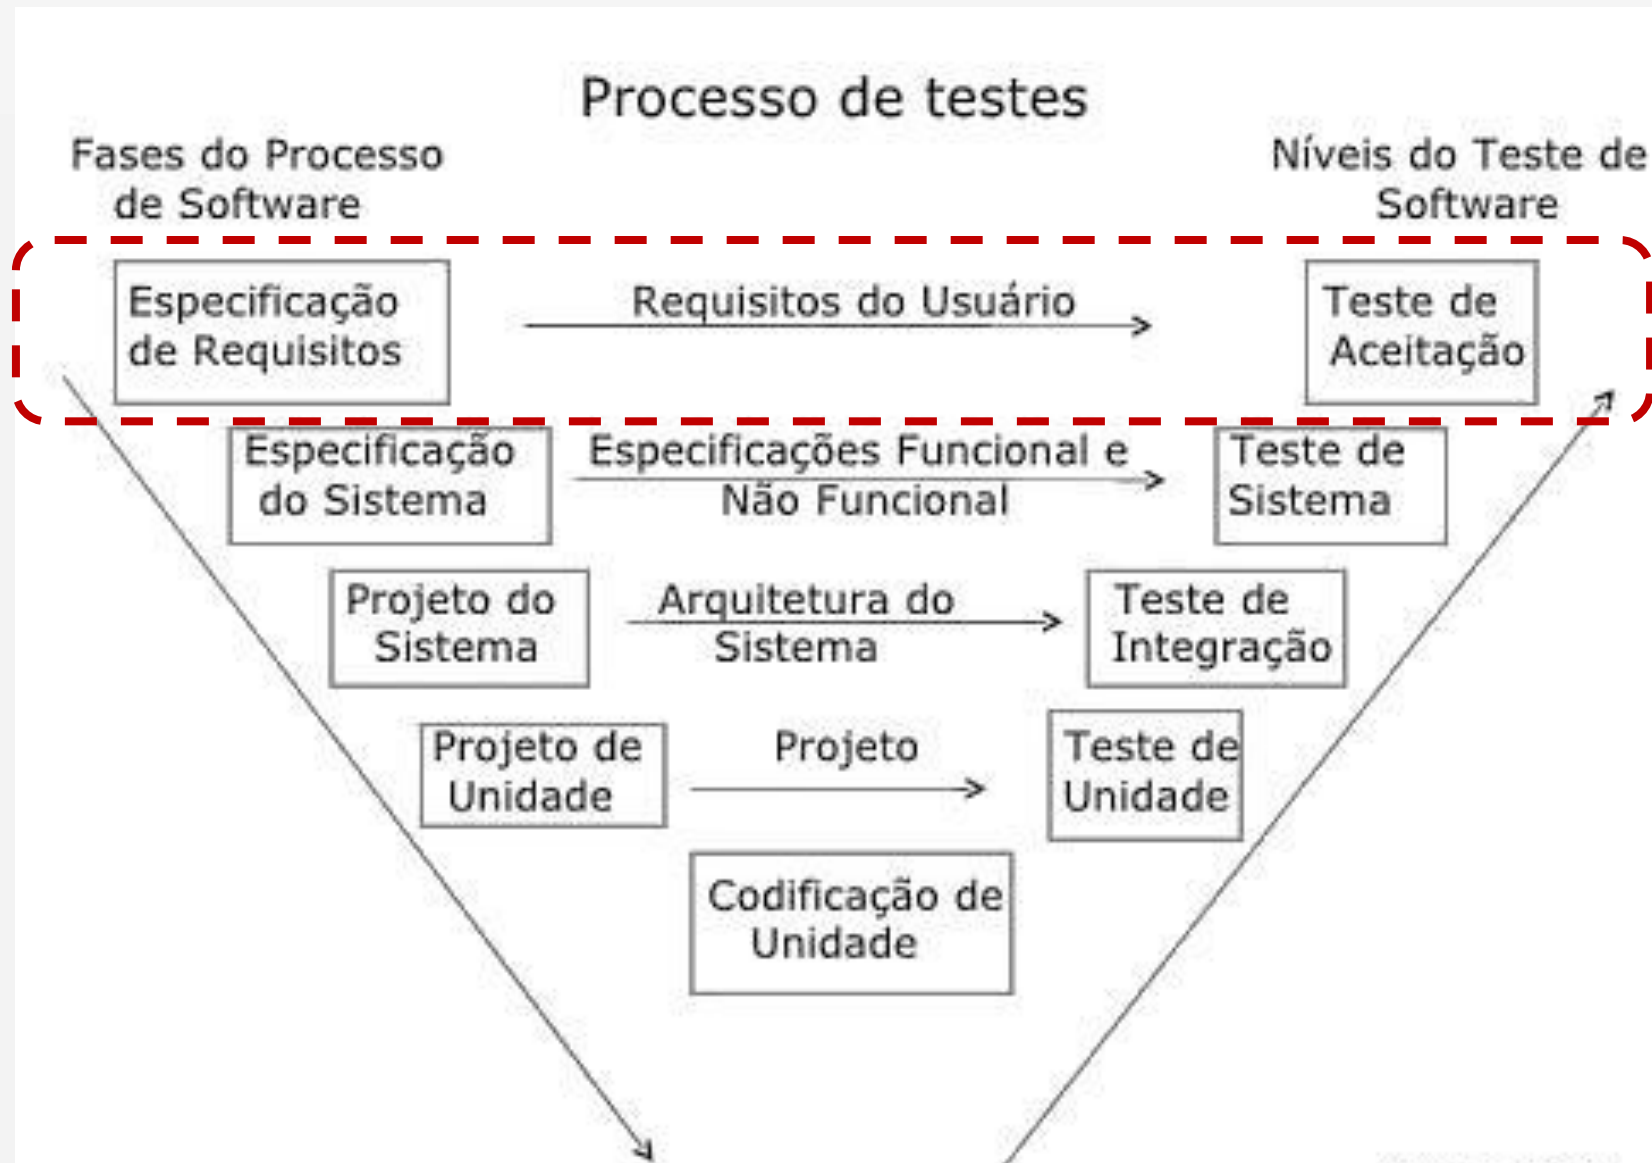 Processo de testes
Fases do Processo
de Software
Níveis do Teste de
Software
Especificação
de Requisitos
Requisitos do Usuário
Teste de
Aceitação
Especificação
do Sistema
Especificações Funcional e
Não Funcional
Teste de
Sistema
Projeto do
Sistema
Arquitetura do
Sistema
Teste de
Integração
Projeto de
Unidade
Projeto
Teste de
Unidade
Codificação de
Unidade